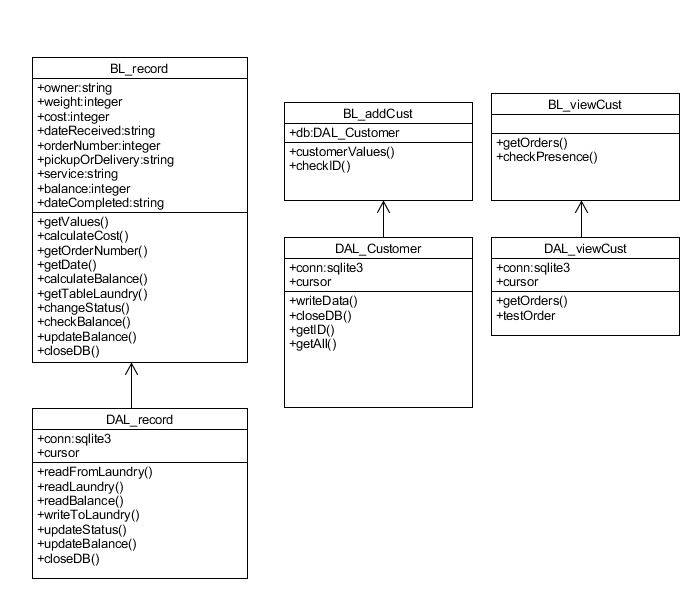 BL_record
+owner:string
+weight:integer
+cost:integer
+dateReceived:string
+orderNumber:integer
+pickupOrDelivery:string
+service:string
+balance:integer
+dateCompleted:string
+getValues()
+calculateCost()
+getOrderNumber()
+getDate()
+calculateBalance()
+getTableLaundry()
+changeStatus()
+checkBalance()
+updateBalance()
+closeDB()
DAL_record
+conn:sqlite3
+cursor
+readFromLaundry()
+readLaundry()
+readBalance()
+writeToLaundry()
+updateStatus()
+updateBalance()
+closeDB()
BL_addCust
+db:DAL_Customer
+customerValues()
+checkID()
DAL_Customer
+conn:sqlite3
+cursor
+writeData()
+closeDB()
+getID()
+getAll()
BL_viewCust
+getOrders()
+checkPresence()
DAL_viewCust
+conn:sqlite3
+cursor
+getOrders()
+testOrder